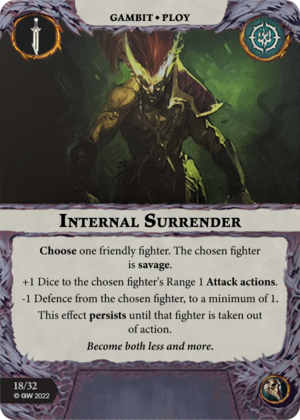 GAMBIT • PLOY
INTERNAL SURRENDER
Choose one friendly fighter. The chosen fighter
is savage.
+1 Dice to the chosen fighter's Range 1 Attack actions.
-1 Defence from the chosen fighter, to a minimum of 1.
This effect persists until that fighter is taken out
of action.
Become both less and more.
18/32
© GW 2022